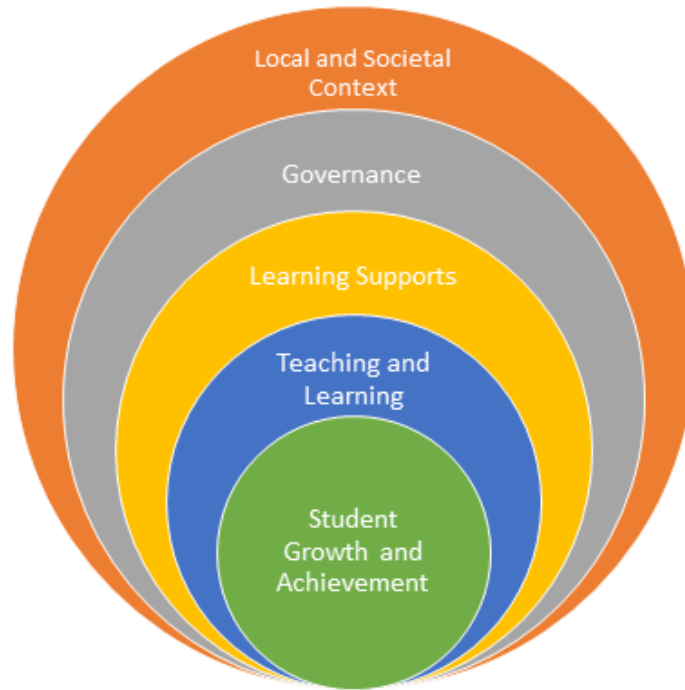 Local and Societal
Context
Governance
Learning Supports
Teaching and
Learning
Student
Growth and
Achievement